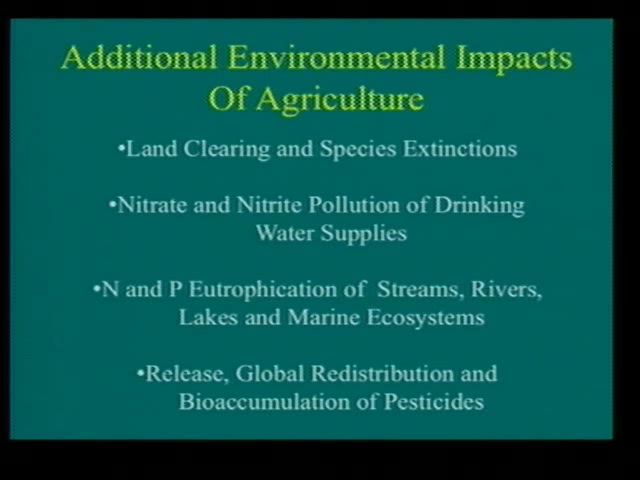 Additional Environmental Impacts
Of Agriculture
•Land Clearing and Species Extinctions
•Nitrate and Nitrite Pollution of Drinking
Water Supplies
•N and P Eutrophication of Streams, Rivers,
Lakes and Marine Ecosystems
•Release, Global Redistribution and
Bioaccumulation of Pesticides